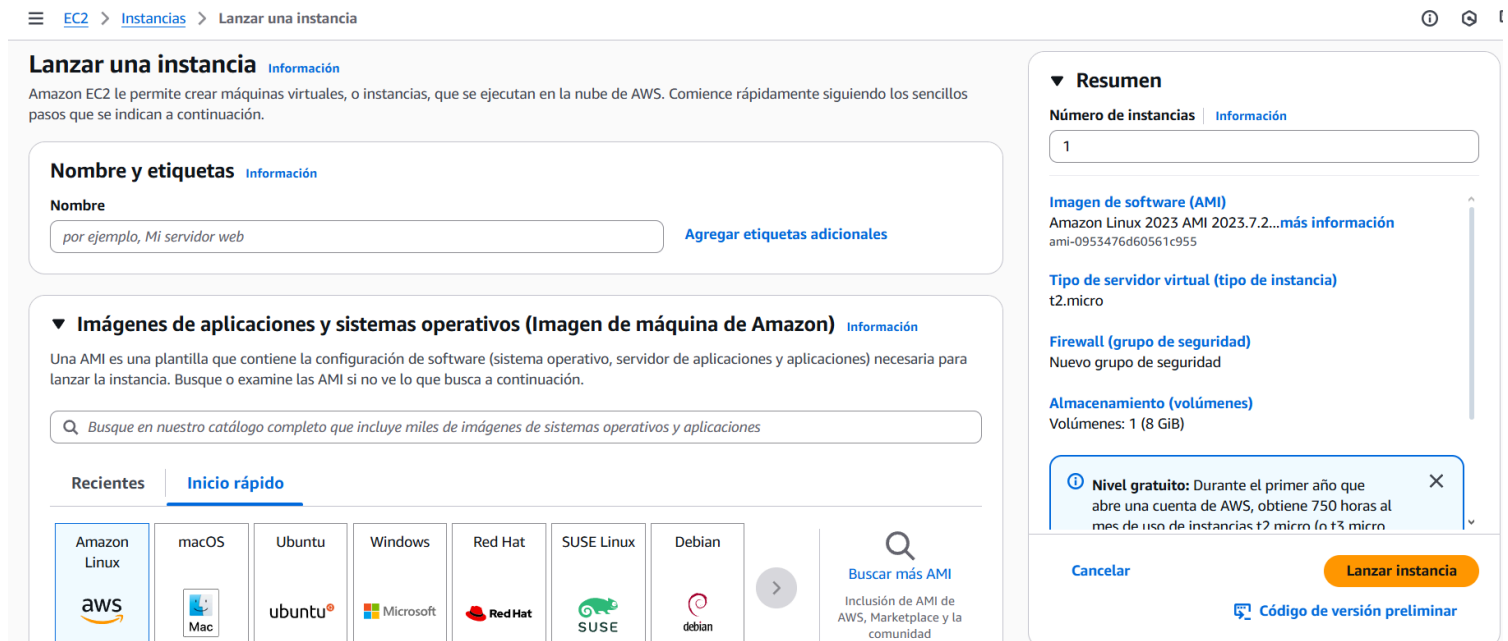 EC2 > Instancias > Lanzar una instancia
Lanzar una instancia Información
Amazon EC2 le permite crear máquinas virtuales, o instancias, que se ejecutan en la nube de AWS. Comience rápidamente siguiendo los sencillos
pasos que se indican a continuación.
Nombre y etiquetas Información
Nombre
por ejemplo, Mi servidor web
Agregar etiquetas adicionales
Imágenes de aplicaciones y sistemas operativos (Imagen de máquina de Amazon) Información
Una AMI es una plantilla que contiene la configuración de software (sistema operativo, servidor de aplicaciones y aplicaciones) necesaria para
lanzar la instancia. Busque o examine las AMI si no ve lo que busca a continuación.
Busque en nuestro catálogo completo que incluye miles de imágenes de sistemas operativos y aplicaciones
Recientes
Inicio rápido
Amazon
Linux
aws
macOS
Mac
Ubuntu
ubuntu
Windows
Microsoft
Red Hat
Red Hat
SUSE Linux
SUSE
Debian
debian
Buscar más AMI
Inclusión de AMI de
AWS, Marketplace y la
comunidad
Resumen
Número de instancias Información
1
Imagen de software (AMI)
Amazon Linux 2023 AMI 2023.7.2...más información
ami-0953476d60561c955
Tipo de servidor virtual (tipo de instancia)
t2.micro
Firewall (grupo de seguridad)
Nuevo grupo de seguridad
Almacenamiento (volúmenes)
Volúmenes: 1 (8 GiB)
Nivel gratuito: Durante el primer año que
abre una cuenta de AWS, obtiene 750 horas al
mes de uso de instancias t2.micro (o t3.micro
Cancelar
Lanzar instancia
Código de versión preliminar